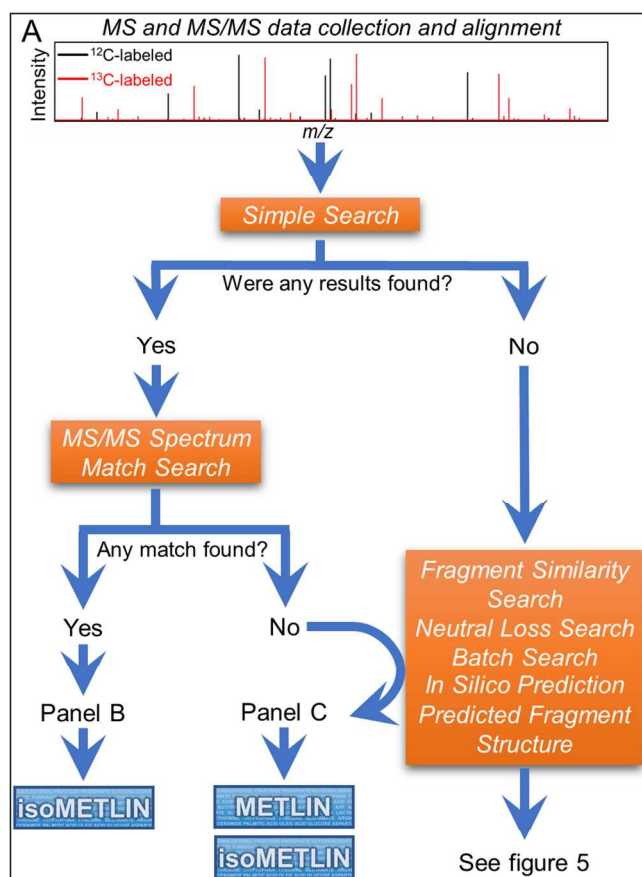 A
MS and MS/MS data collection and alignment
Intensity
12C-labeled
13C-labeled
m/z
Simple Search
Were any results found?
Yes
No
MS/MS Spectrum
Match Search
Any match found?
Yes
No
Fragment Similarity
Search
Neutral Loss Search
Batch Search
In Silico Prediction
Predicted Fragment
Structure
Panel B
Panel C
isoMETLIN
METLIN
isoMETLIN
See figure 5